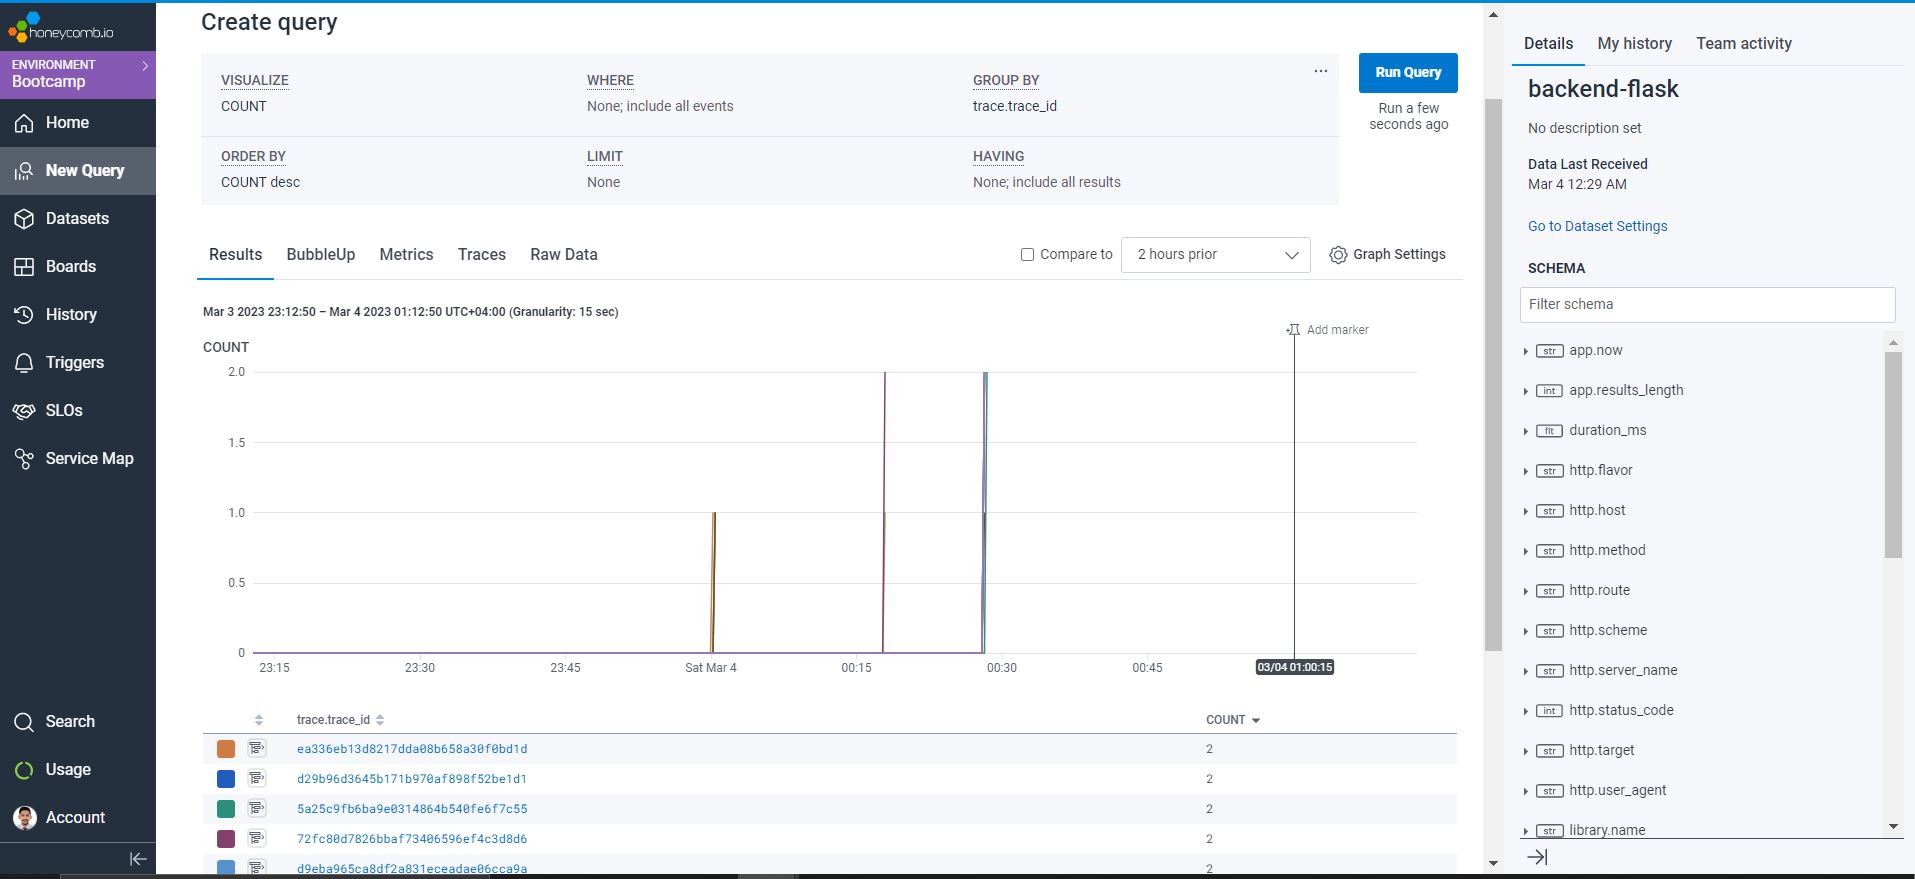 honeycomb.io
ENVIRONMENT
Bootcamp
Home
New Query
Datasets
Boards
History
Triggers
SLOs
Service Map
Search
Usage
Account
Create query
VISUALIZE
COUNT
WHERE
None; include all events
GROUP BY
trace.trace_id
ORDER BY
COUNT desc
LIMIT
None
HAVING
None; include all results
Run Query
Run a few
seconds ago
Results BubbleUp Metrics Traces Raw Data
Compare to 2 hours prior Graph Settings
Mar 3 2023 23:12:50 – Mar 4 2023 01:12:50 UTC+04:00 (Granularity: 15 sec)
Add marker
COUNT
2.0
1.5
1.0
0.5
0
23:15 23:30 23:45 Sat Mar 4 00:15 00:30 00:45 03/04 01:00:15
trace.trace_id COUNT
ea336eb13d8217dda08b658a30f0bd1d 2
d29b96d3645b171b970af898f52be1d1 2
5a25c9fb6ba9e0314864b540fe6f7c55 2
72fc80d7826bbaf73406596ef4c3d8d6 2
d9eba965ca8df2a831eceadae06cca9a 2
Details My history Team activity
backend-flask
No description set
Data Last Received
Mar 4 12:29 AM
Go to Dataset Settings
SCHEMA
Filter schema
str app.now
int app.results_length
flt duration_ms
str http.flavor
str http.host
str http.method
str http.route
str http.scheme
str http.server_name
int http.status_code
str http.target
str http.user_agent
str library.name